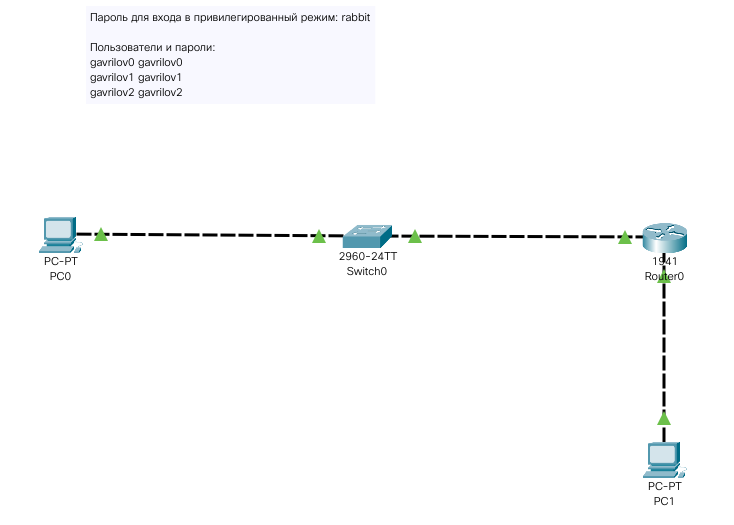 Пароль для входа в привилегированный режим: rabbit
Пользователи и пароли:
gavrilov0 gavrilov0
gavrilov1 gavrilov1
gavrilov2 gavrilov2
PC-PT
PC0
2960-24TT
Switch0
1941
Router0
PC-PT
PC1